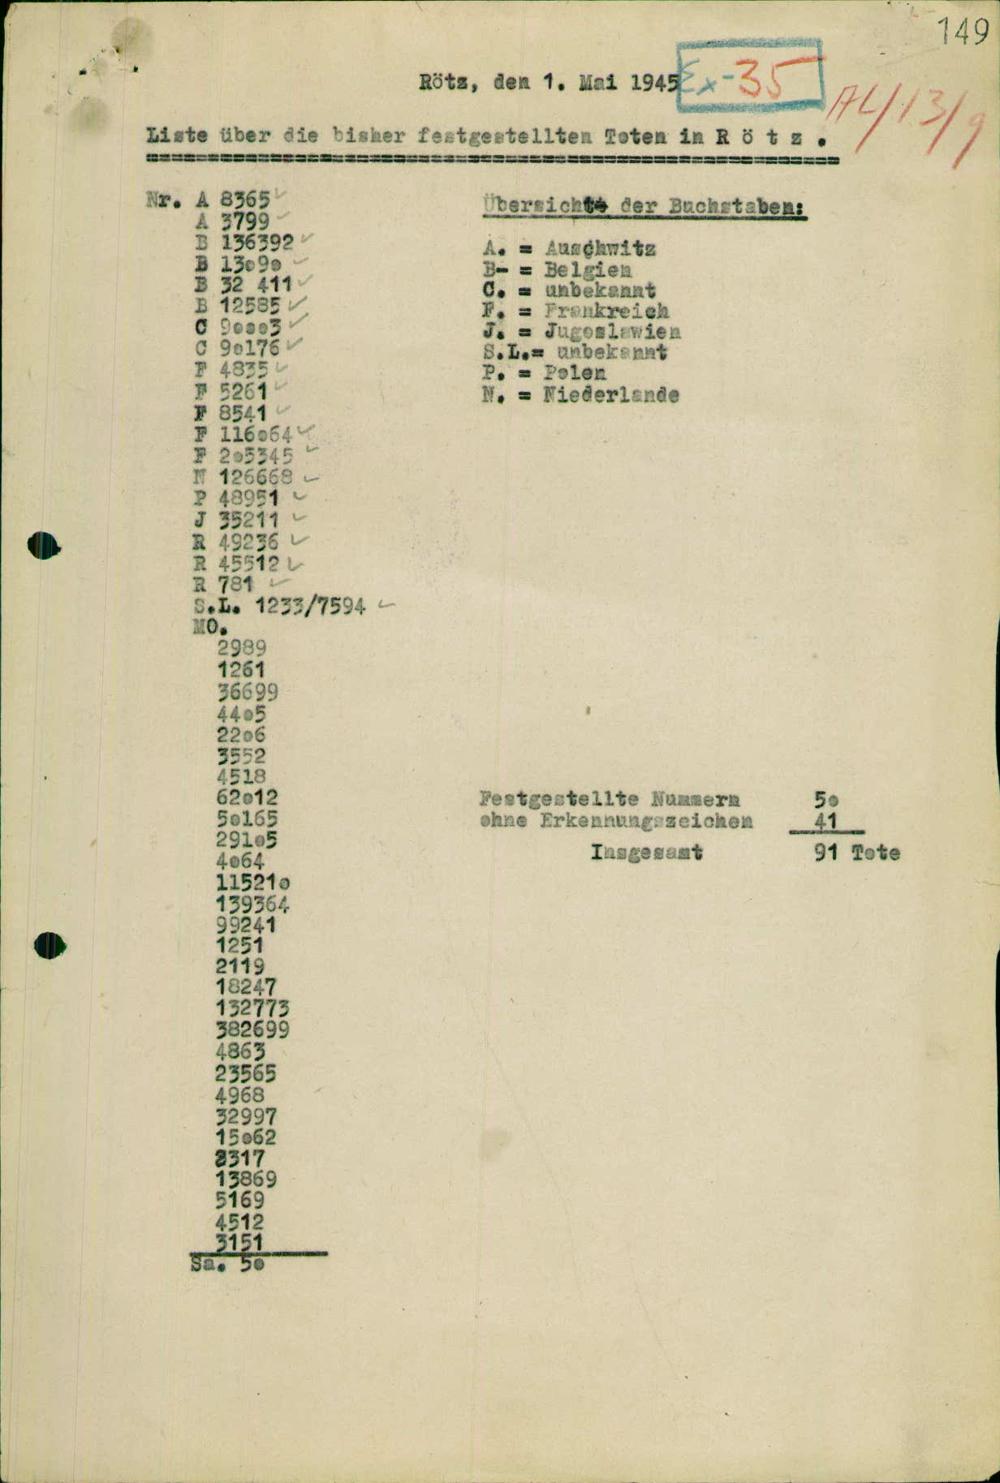 149
Rötz, den 1. Mai 1945
Ex-35
AL/13/9
Liste über die bisher festgestellten Toten in R ö t z .
Nr. A 8365
A 3799
B 136392
B 13o9o
B 32 411
B 12585
C 9ooo3
C 9o176
F 4835
F 5261
F 8541
F 116o64
F 2o5345
N 126668
P 48951
J 35211
R 49236
R 45512
R 781
S.L. 1233/7594
MO.
2989
1261
36699
44o5
22o6
3552
4518
62o12
5o165
291o5
4o64
11521o
139364
99241
1251
2119
18247
132773
382699
4863
23565
4968
32997
15o62
3317
13869
5169
4512
3151
Sa. 5o
Übersicht der Buchstaben:
A. = Auschwitz
B- = Belgien
C. = unbekannt
F. = Frankreich
J. = Jugoslawien
S.L.= unbekannt
P. = Polen
N. = Niederlande
Festgestellte Nummern 5o
ohne Erkennungszeichen 41
Insgesamt 91 Tote